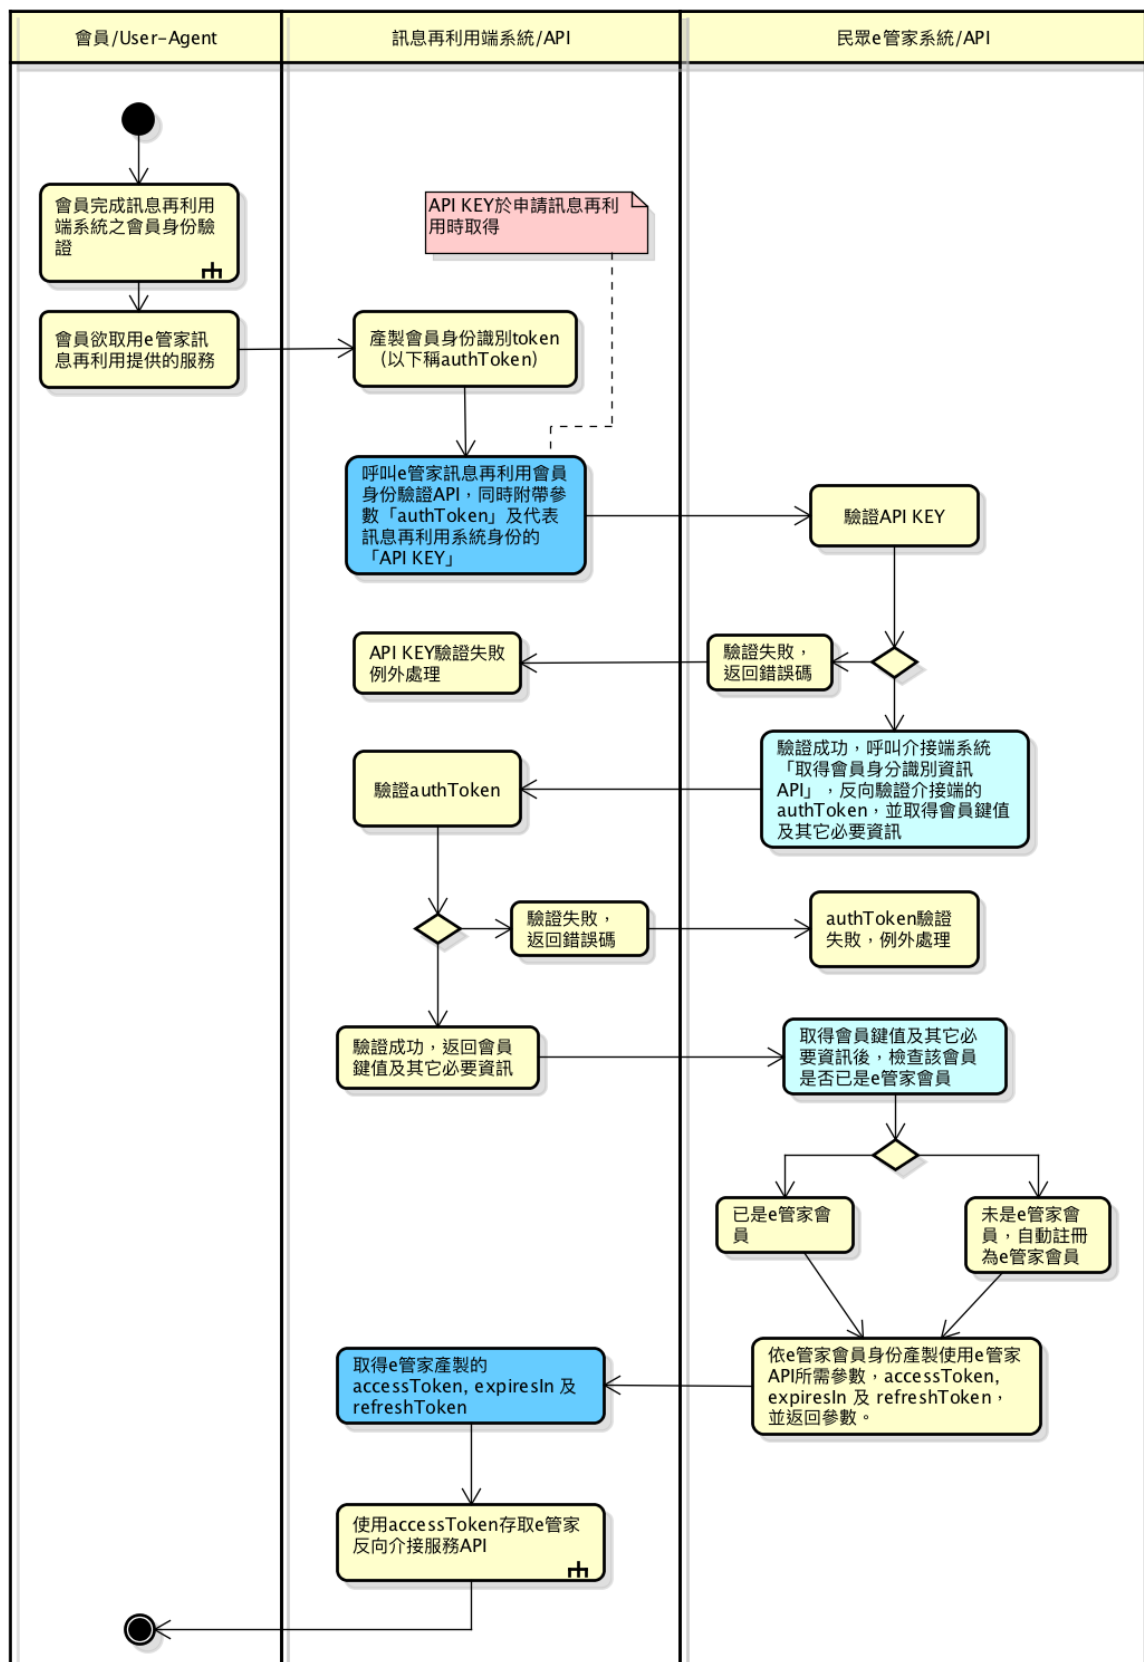 會員/User-Agent
訊息再利用端系統/API
民眾e管家系統/API
會員完成訊息再利用
端系統之會員身份驗
證
API KEY於申請訊息再利
用時取得
會員欲取用e管家訊
息再利用提供的服務
產製會員身份識別token
(以下稱authToken)
呼叫e管家訊息再利用會員
身份驗證API，同時附帶參
數「authToken」及代表
訊息再利用系統身份的
「API KEY」
驗證API KEY
API KEY驗證失敗
例外處理
驗證失敗，
返回錯誤碼
驗證成功，呼叫介接端系統
「取得會員身分識別資訊
API」，反向驗證介接端的
authToken，並取得會員鍵值
及其它必要資訊
驗證authToken
驗證失敗，
返回錯誤碼
authToken驗證
失敗，例外處理
驗證成功，返回會員
鍵值及其它必要資訊
取得會員鍵值及其它必
要資訊後，檢查該會員
是否已是e管家會員
已是e管家會
員
未是e管家會
員，自動註冊
為e管家會員
依e管家會員身份產製使用e管家
API所需參數，accessToken,
expiresIn 及 refreshToken，
並返回參數。
取得e管家產製的
accessToken, expiresIn 及
refreshToken
使用accessToken存取e管家
反向介接服務API